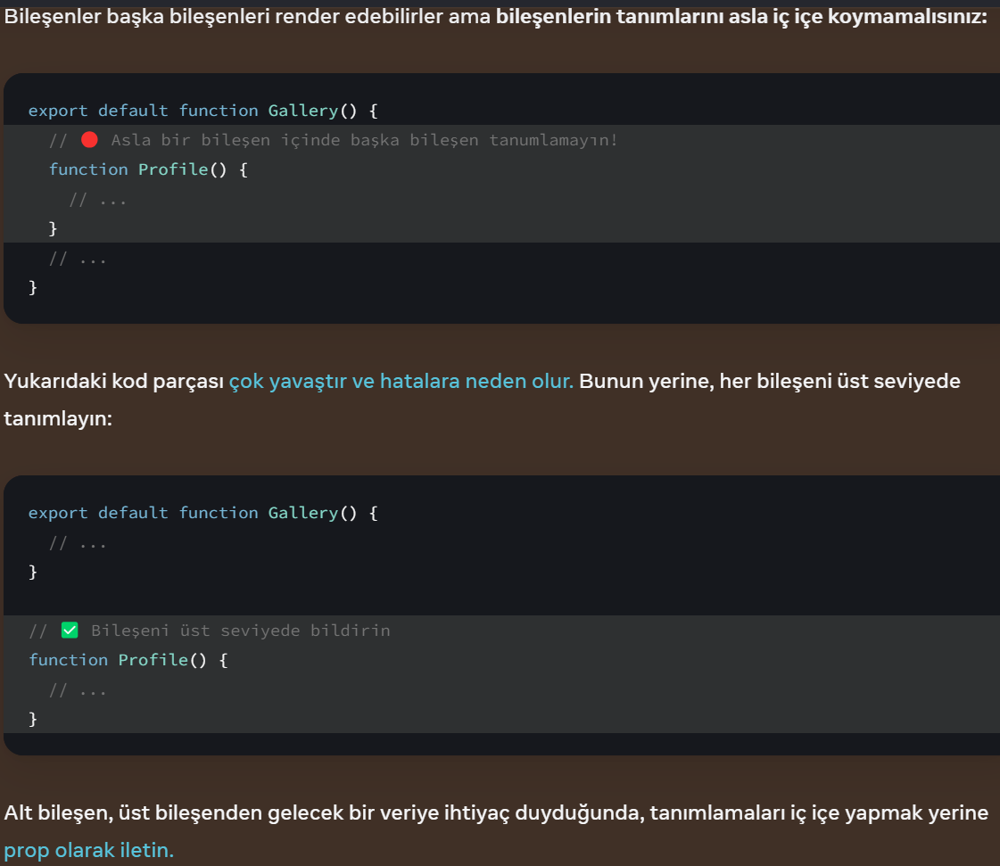 Bileşenler başka bileşenleri render edebilirler ama bileşenlerin tanımlarını asla iç içe koymamalısınız:
export default function Gallery() {
  // 🔴 Asla bir bileşen içinde başka bileşen tanumlamayın!
  function Profile() {
    // ...
  }
  // ...
}
Yukarıdaki kod parçası çok yavaştır ve hatalara neden olur. Bunun yerine, her bileşeni üst seviyede
tanımlayın:
export default function Gallery() {
  // ...
}
// ✅ Bileşeni üst seviyede bildirin
function Profile() {
  // ...
}
Alt bileşen, üst bileşenden gelecek bir veriye ihtiyaç duyduğunda, tanımlamaları iç içe yapmak yerine
prop olarak iletin.